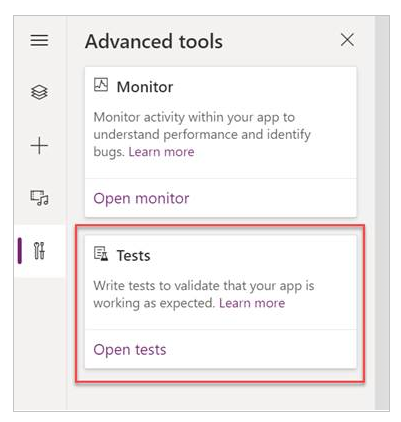 Advanced tools
Monitor
Monitor activity within your app to
understand performance and identify
bugs. Learn more
Open monitor
Tests
Write tests to validate that your app is
working as expected. Learn more
Open tests